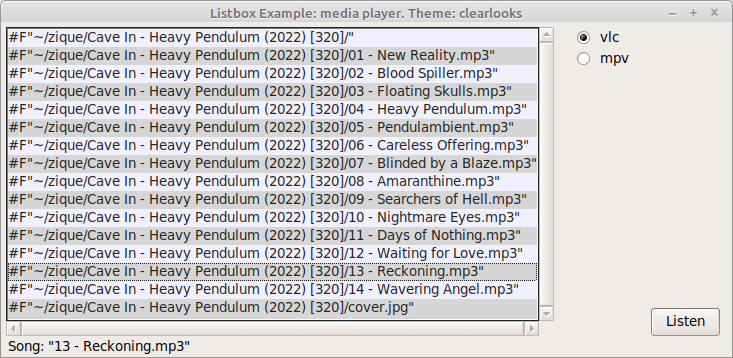 Listbox Example: media player. Theme: clearlooks
#F"~/zique/Cave In - Heavy Pendulum (2022) [320]/"
#F"~/zique/Cave In - Heavy Pendulum (2022) [320]/01 - New Reality.mp3"
#F"~/zique/Cave In - Heavy Pendulum (2022) [320]/02 - Blood Spiller.mp3"
#F"~/zique/Cave In - Heavy Pendulum (2022) [320]/03 - Floating Skulls.mp3"
#F"~/zique/Cave In - Heavy Pendulum (2022) [320]/04 - Heavy Pendulum.mp3"
#F"~/zique/Cave In - Heavy Pendulum (2022) [320]/05 - Pendulambient.mp3"
#F"~/zique/Cave In - Heavy Pendulum (2022) [320]/06 - Careless Offering.mp3"
#F"~/zique/Cave In - Heavy Pendulum (2022) [320]/07 - Blinded by a Blaze.mp3"
#F"~/zique/Cave In - Heavy Pendulum (2022) [320]/08 - Amaranthine.mp3"
#F"~/zique/Cave In - Heavy Pendulum (2022) [320]/09 - Searchers of Hell.mp3"
#F"~/zique/Cave In - Heavy Pendulum (2022) [320]/10 - Nightmare Eyes.mp3"
#F"~/zique/Cave In - Heavy Pendulum (2022) [320]/11 - Days of Nothing.mp3"
#F"~/zique/Cave In - Heavy Pendulum (2022) [320]/12 - Waiting for Love.mp3"
#F"~/zique/Cave In - Heavy Pendulum (2022) [320]/13 - Reckoning.mp3"
#F"~/zique/Cave In - Heavy Pendulum (2022) [320]/14 - Wavering Angel.mp3"
#F"~/zique/Cave In - Heavy Pendulum (2022) [320]/cover.jpg"
vlc
mpv
Listen
Song: "13 - Reckoning.mp3"